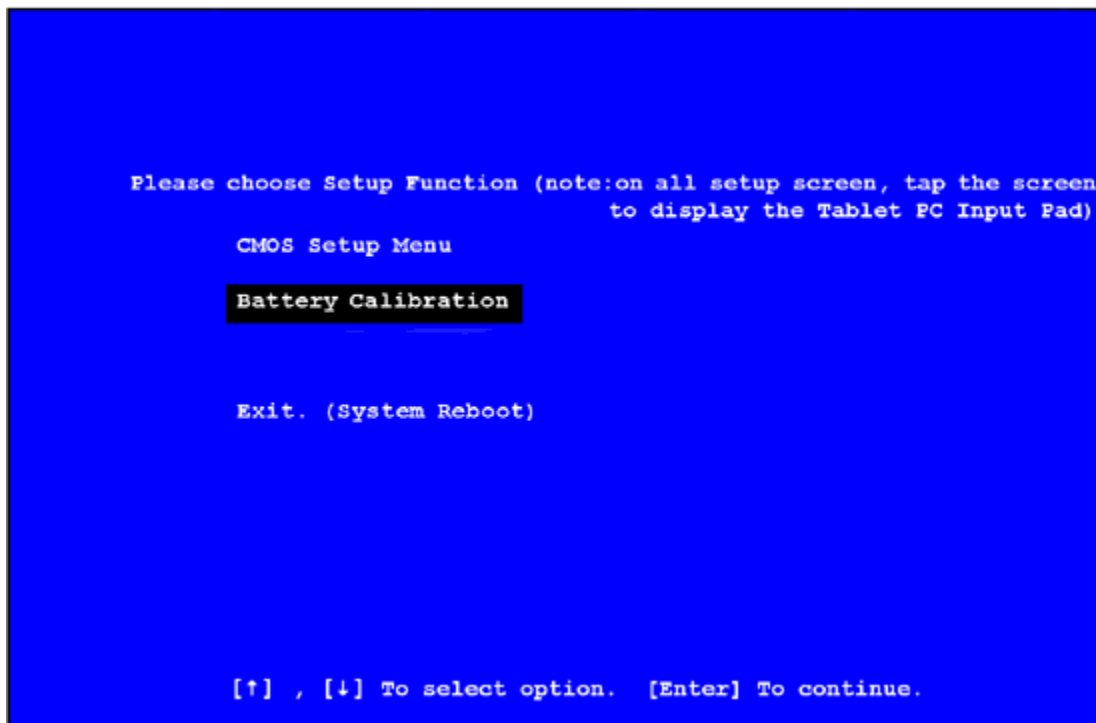 Please choose Setup Function (note:on all setup screen, tap the screen
to display the Tablet PC Input Pad)
CMOS Setup Menu
Battery Calibration
Exit. (System Reboot)
[↑] , [↓] To select option. [Enter] To continue.